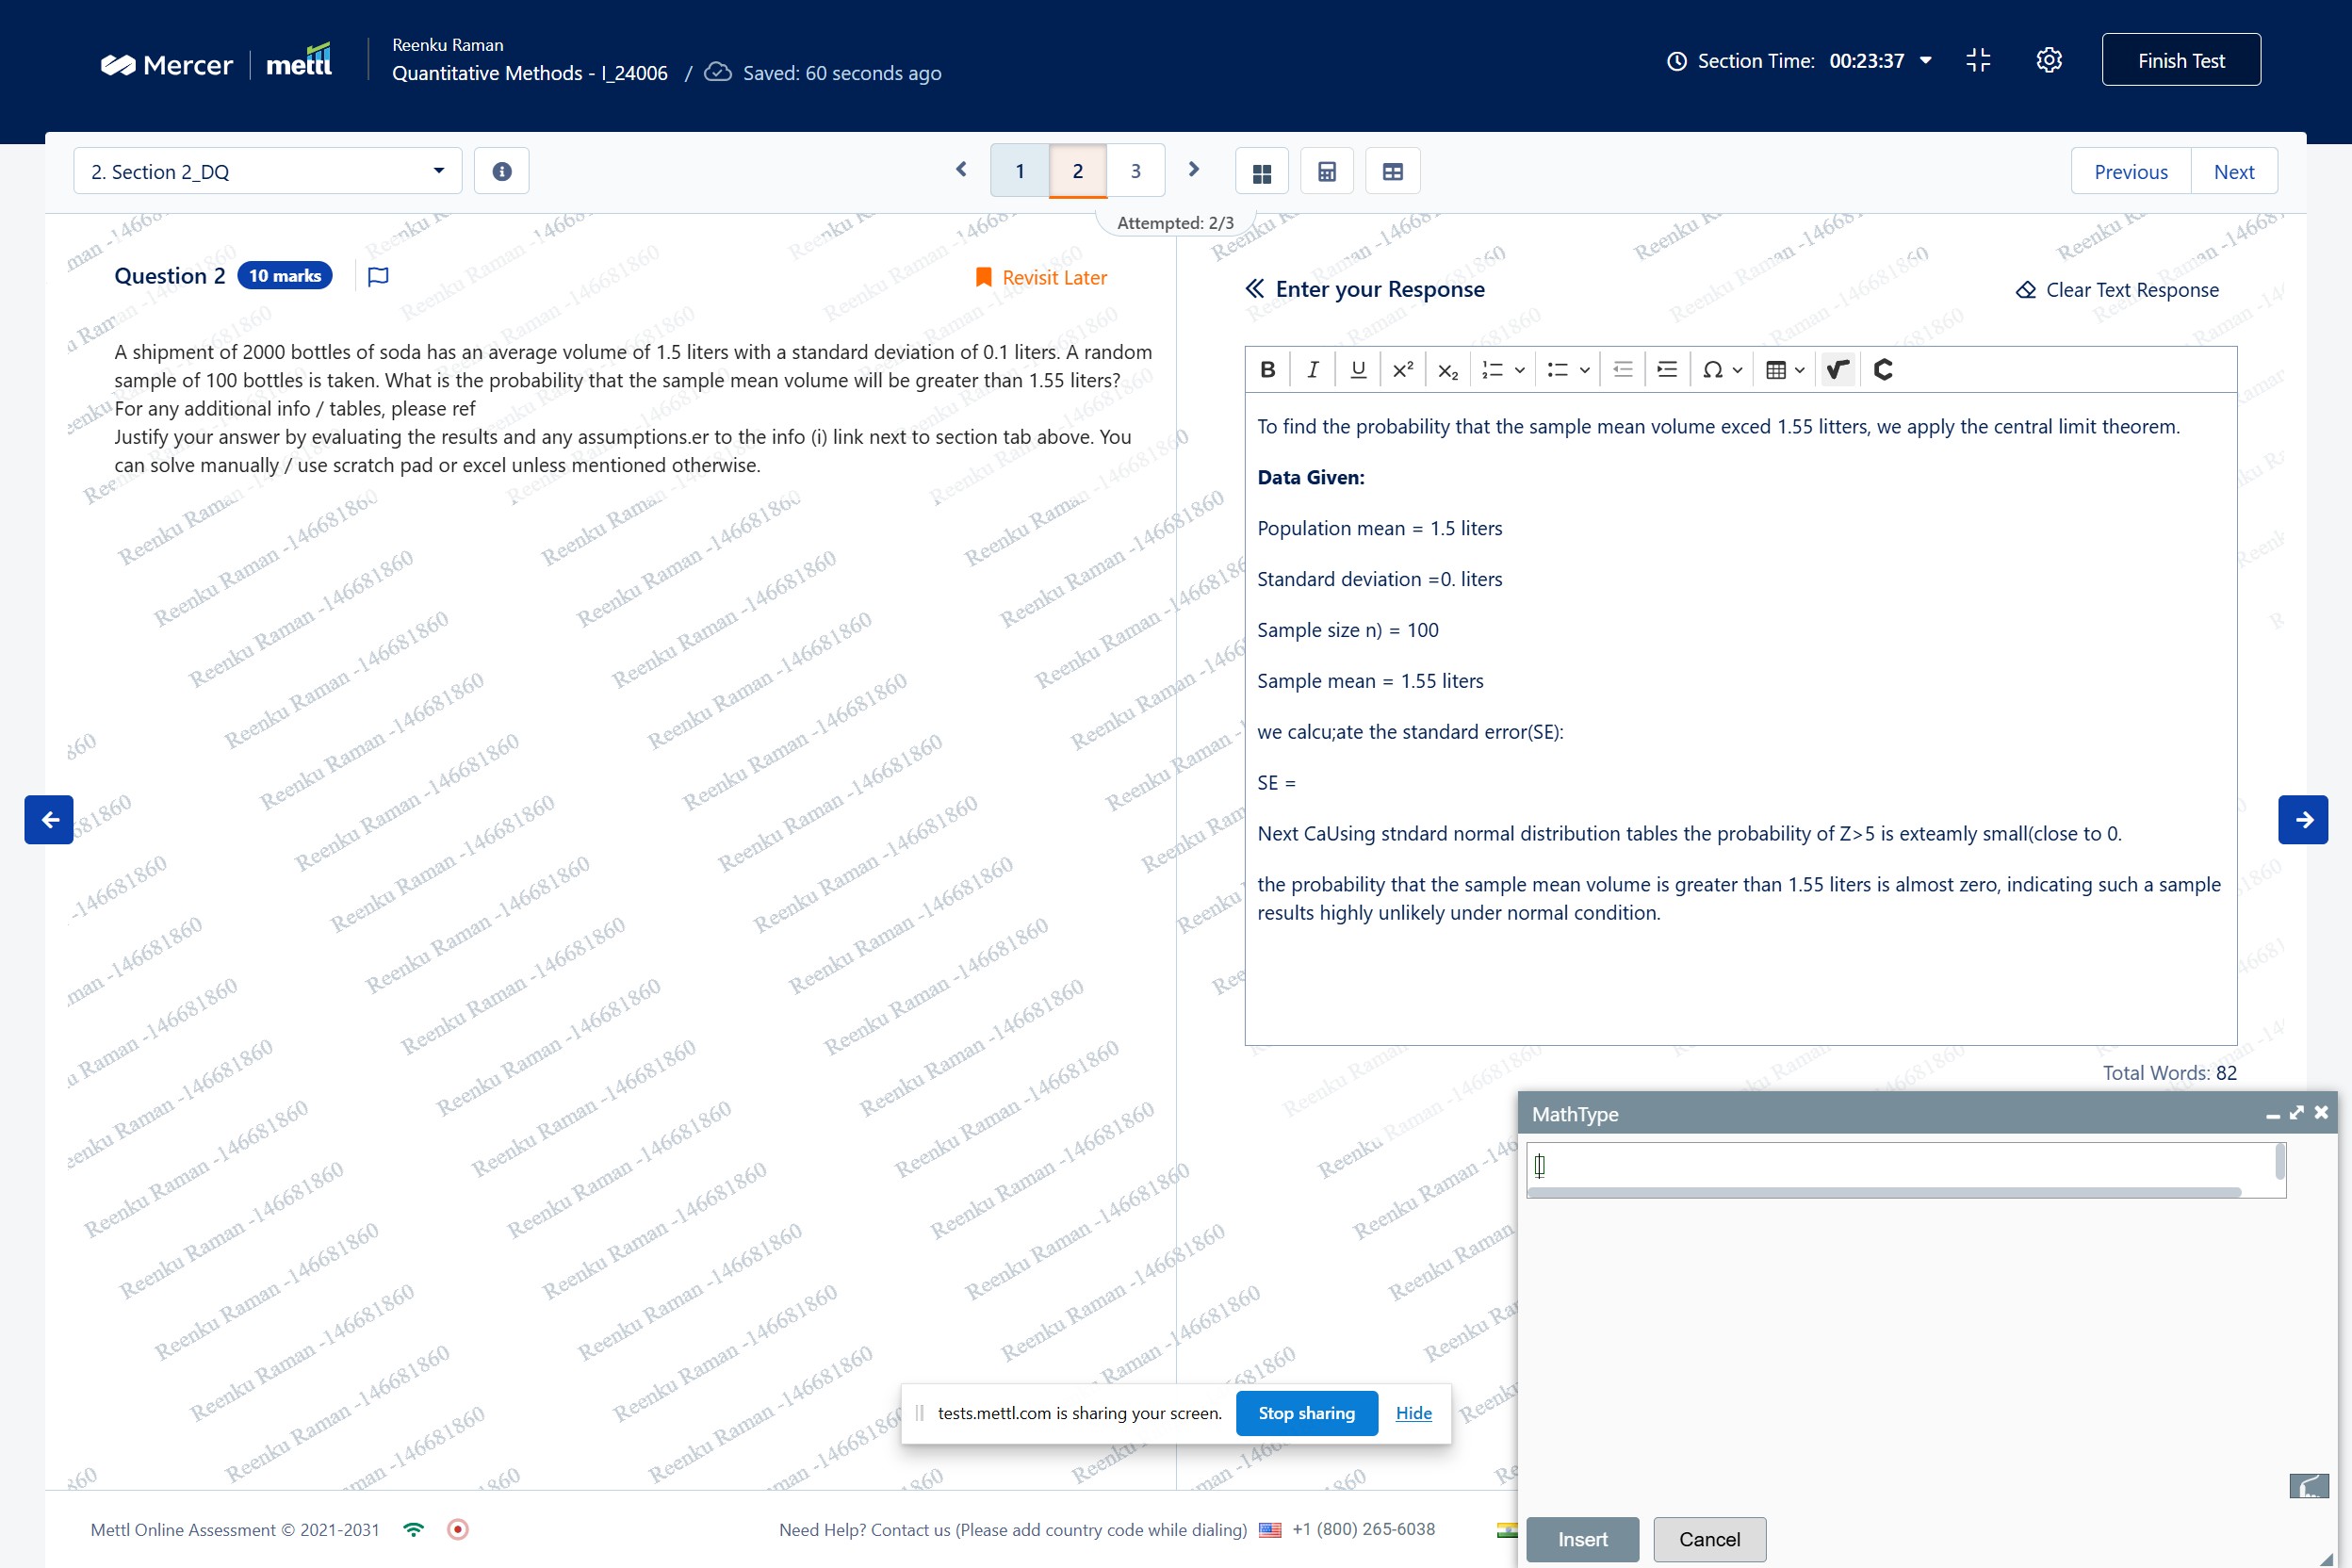 Mercer | mettl
Reenku Raman
Quantitative Methods - I_24006 / Saved: 60 seconds ago
Section Time: 00:23:37
Finish Test
2. Section 2_DQ
1 2 3
Previous Next
Attempted: 2/3
Question 2 10 marks
Revisit Later
A shipment of 2000 bottles of soda has an average volume of 1.5 liters with a standard deviation of 0.1 liters. A random
sample of 100 bottles is taken. What is the probability that the sample mean volume will be greater than 1.55 liters?
For any additional info / tables, please ref
Justify your answer by evaluating the results and any assumptions.er to the info (i) link next to section tab above. You
can solve manually / use scratch pad or excel unless mentioned otherwise.
Enter your Response
Clear Text Response
B I U x² x₂ Ω
To find the probability that the sample mean volume exced 1.55 litters, we apply the central limit theorem.
Data Given:
Population mean = 1.5 liters
Standard deviation =0. liters
Sample size n) = 100
Sample mean = 1.55 liters
we calcu;ate the standard error(SE):
SE =
Next CaUsing stndard normal distribution tables the probability of Z>5 is exteamly small(close to 0.
the probability that the sample mean volume is greater than 1.55 liters is almost zero, indicating such a sample
results highly unlikely under normal condition.
Total Words: 82
MathType
Insert Cancel
tests.mettl.com is sharing your screen. Stop sharing Hide
Mettl Online Assessment © 2021-2031
Need Help? Contact us (Please add country code while dialing) +1 (800) 265-6038
Reenku Raman -146681860